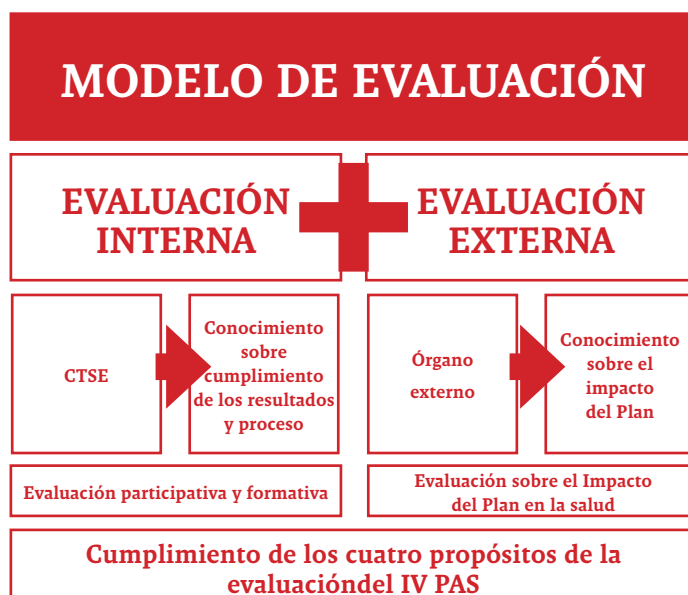 MODELO DE EVALUACIÓN
EVALUACIÓN
INTERNA
EVALUACIÓN
EXTERNA
CTSE
Conocimiento
sobre
cumplimiento
de los resultados
y proceso
Órgano
externo
Conocimiento
sobre el
impacto
del Plan
Evaluación participativa y formativa
Evaluación sobre el Impacto
del Plan en la salud
Cumplimiento de los cuatro propósitos de la
evaluacióndel IV PAS